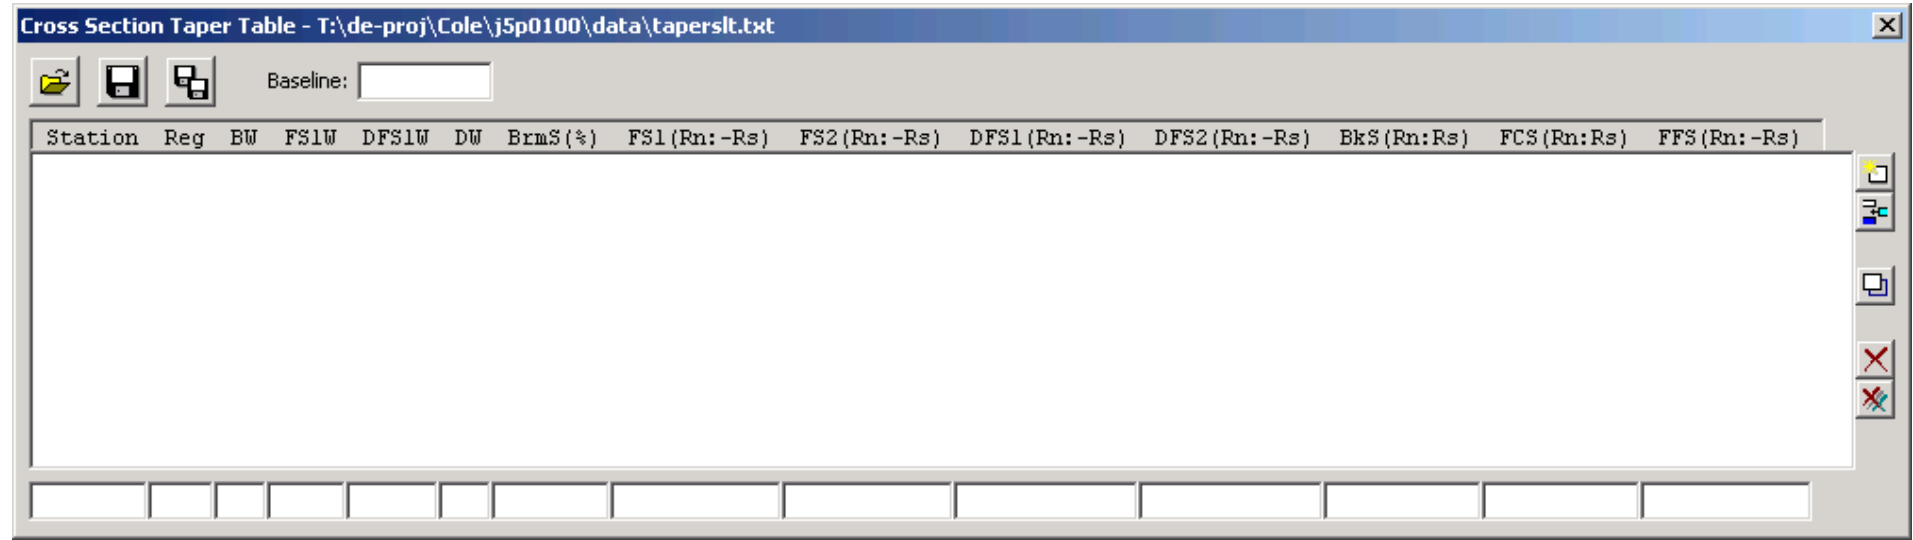 Cross Section Taper Table - T:\de-proj\Cole\j5p0100\data\taperslt.txt
Baseline:
Station Reg BW FS1W DFS1W DW BrmS(%) FS1(Rn:-Rs) FS2(Rn:-Rs) DFS1(Rn:-Rs) DFS2(Rn:-Rs) BkS(Rn:Rs) FCS(Rn:Rs) FFS(Rn:-Rs)